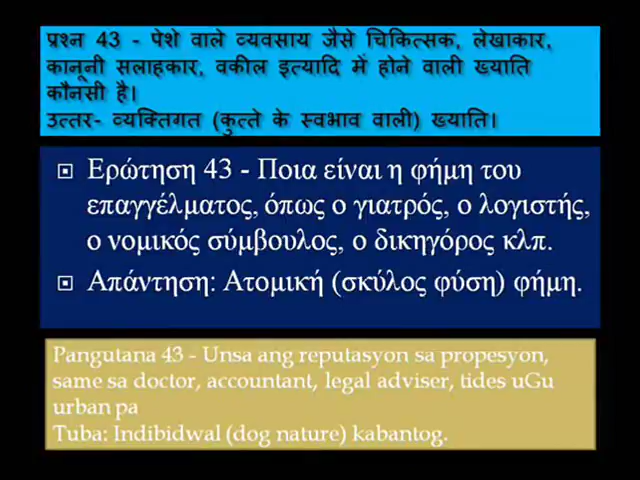 प्रश्न 43 - पेशे वाले व्यवसाय जैसे चिकित्सक, लेखाकार,
कानूनी सलाहकार, वकील इत्यादि में होने वाली ख्याति
कौनसी है।
उत्तर- व्यक्तिगत (कुत्ते के स्वभाव वाली) ख्याति।
Ερώτηση 43 - Ποια είναι η φήμη του
επαγγέλματος, όπως ο γιατρός, ο λογιστής,
ο νομικός σύμβουλος, ο δικηγόρος κλπ.
Απάντηση: Ατομική (σκύλος φύση) φήμη.
Pangutana 43 - Unsa ang reputasyon sa propesyon,
same sa doctor, accountant, legal adviser, tides uGu
urban pa
Tuba: Indibidwal (dog nature) kabantog.